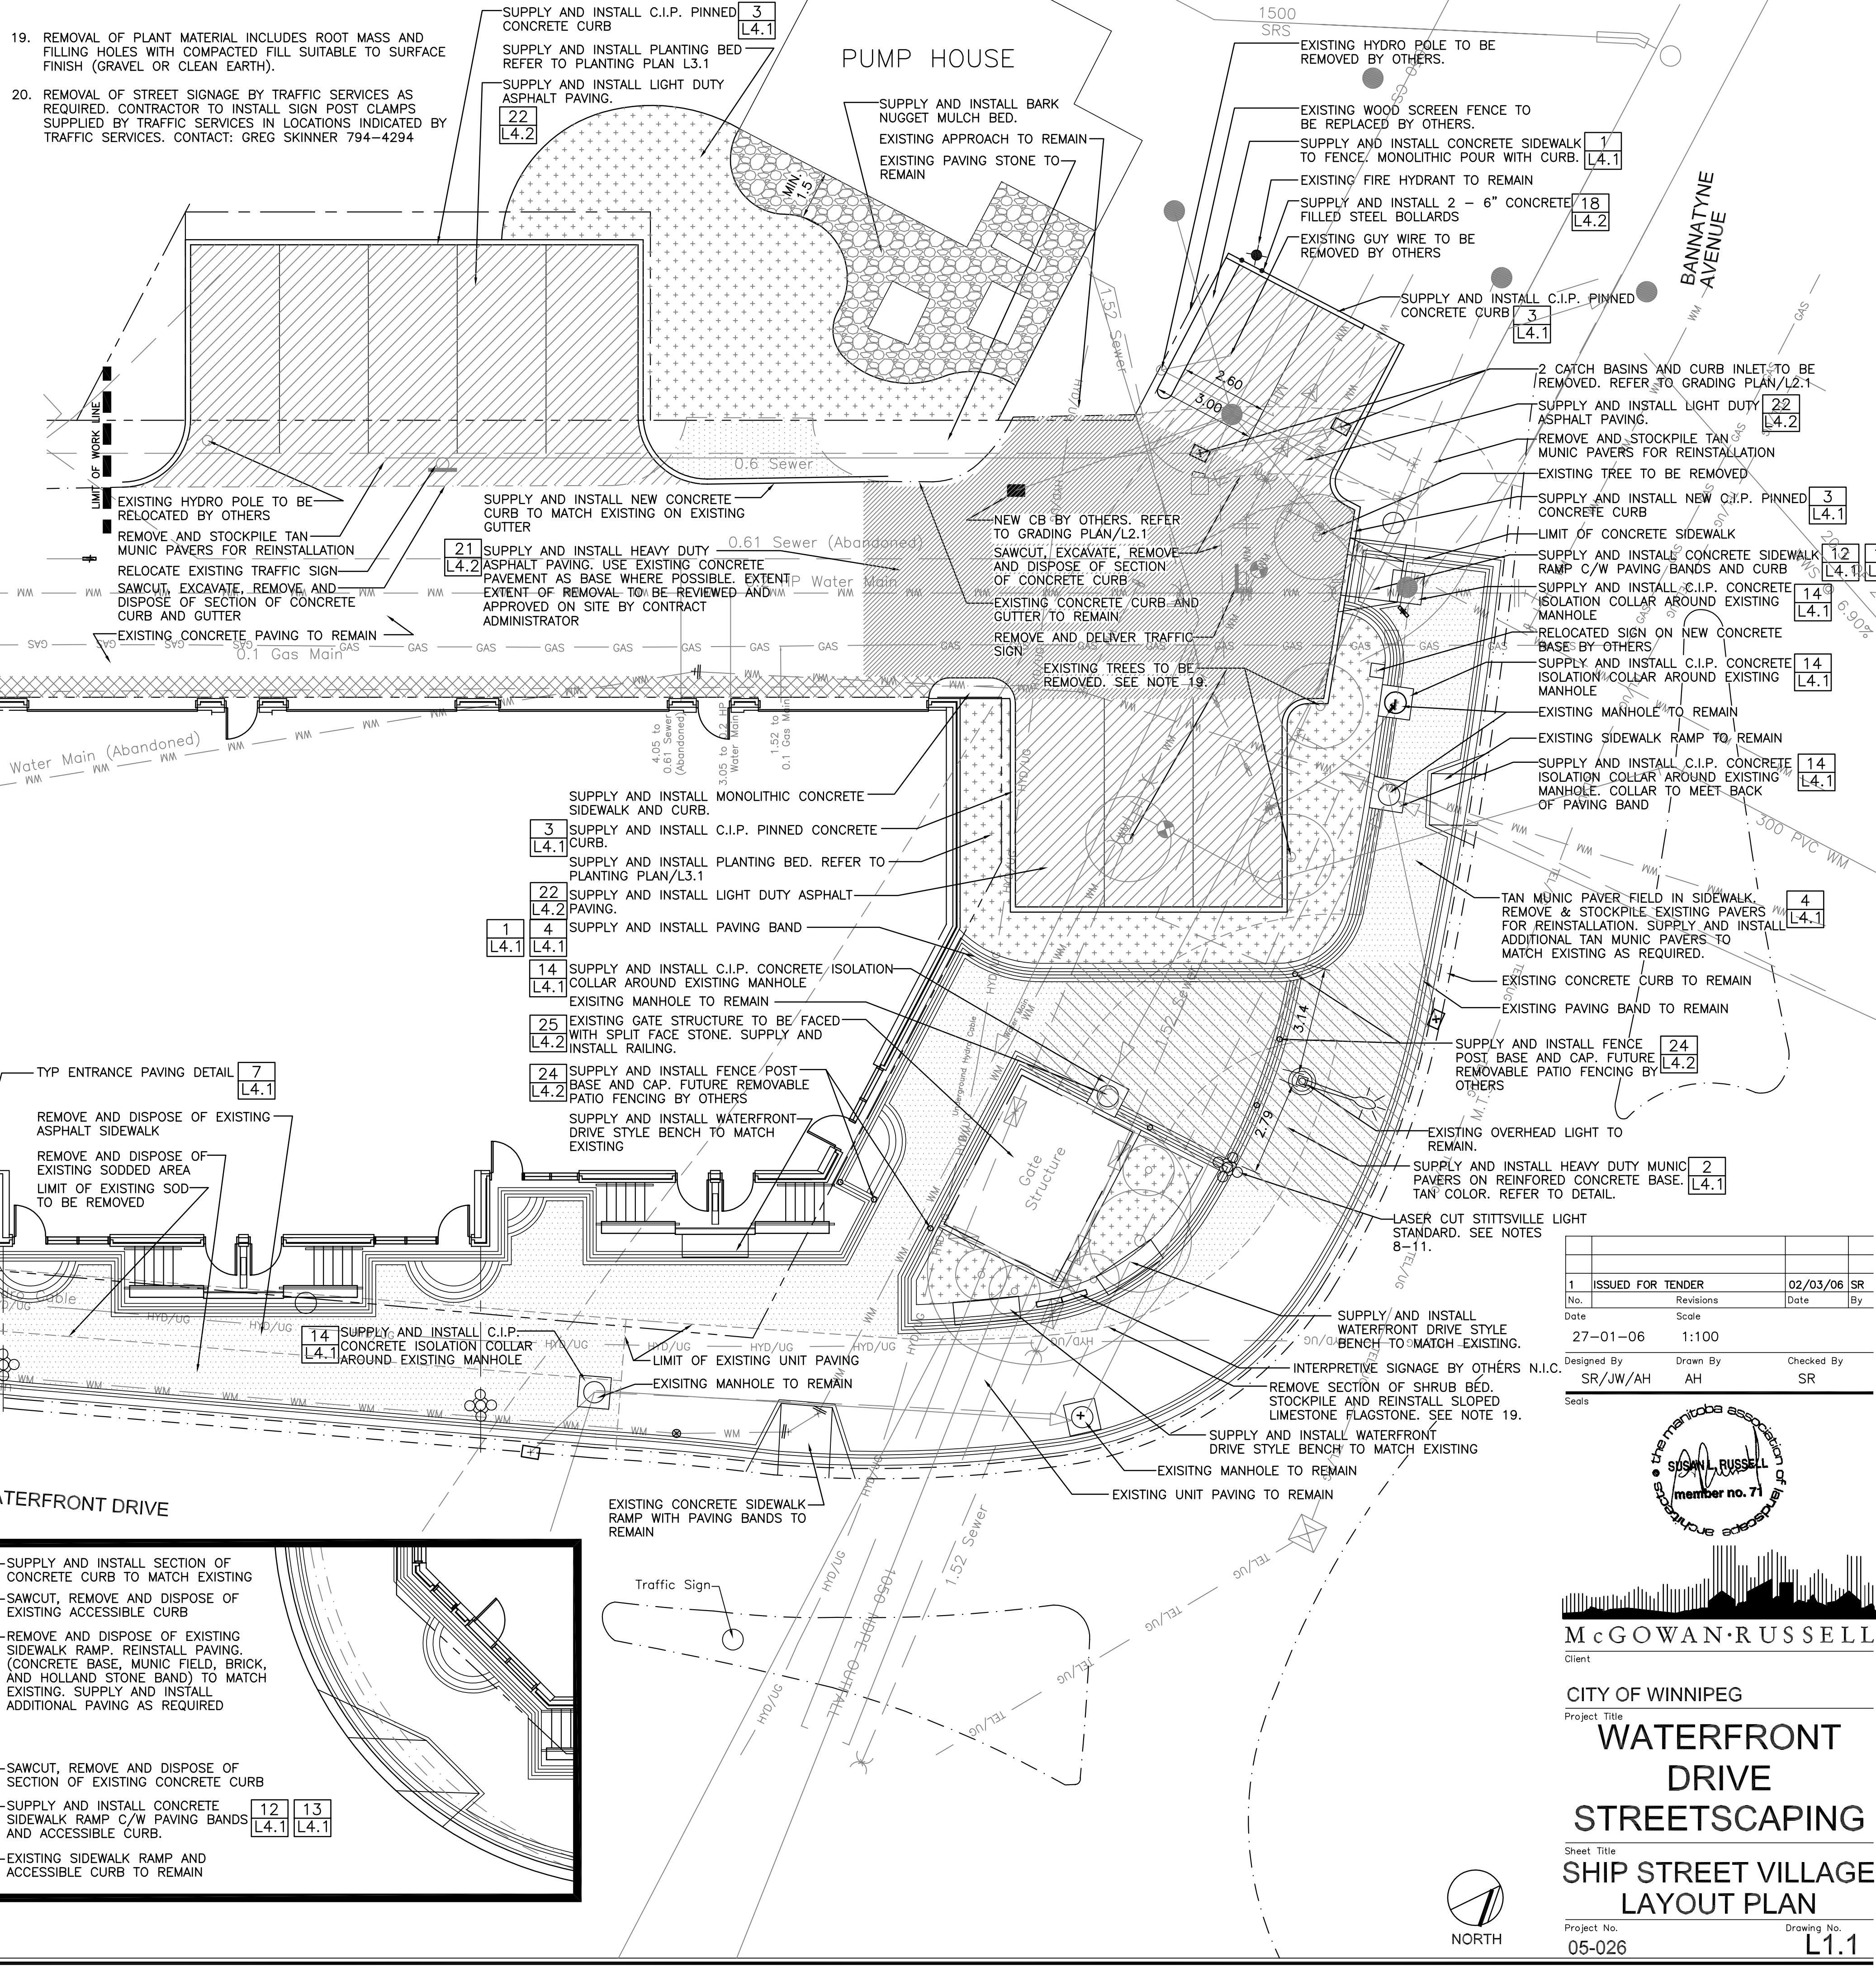 19. REMOVAL OF PLANT MATERIAL INCLUDES ROOT MASS AND
FILLING HOLES WITH COMPACTED FILL SUITABLE TO SURFACE
FINISH (GRAVEL OR CLEAN EARTH).
20. REMOVAL OF STREET SIGNAGE BY TRAFFIC SERVICES AS
REQUIRED. CONTRACTOR TO INSTALL SIGN POST CLAMPS
SUPPLIED BY TRAFFIC SERVICES IN LOCATIONS INDICATED BY
TRAFFIC SERVICES. CONTACT: GREG SKINNER 794-4294
SUPPLY AND INSTALL C.I.P. PINNED
CONCRETE CURB
3
L4.1
SUPPLY AND INSTALL PLANTING BED
REFER TO PLANTING PLAN L3.1
SUPPLY AND INSTALL LIGHT DUTY
ASPHALT PAVING.
22
L4.2
PUMP HOUSE
SUPPLY AND INSTALL BARK
NUGGET MULCH BED.
EXISTING APPROACH TO REMAIN
EXISTING PAVING STONE TO
REMAIN
MIN.
1.5
1500
SRS
EXISTING HYDRO POLE TO BE
REMOVED BY OTHERS.
EXISTING WOOD SCREEN FENCE TO
BE REPLACED BY OTHERS.
SUPPLY AND INSTALL CONCRETE SIDEWALK
TO FENCE. MONOLITHIC POUR WITH CURB.
1
L4.1
EXISTING FIRE HYDRANT TO REMAIN
SUPPLY AND INSTALL 2 - 6" CONCRETE
FILLED STEEL BOLLARDS
18
L4.2
EXISTING GUY WIRE TO BE
REMOVED BY OTHERS
BANNATYNE
AVENUE
SUPPLY AND INSTALL C.I.P. PINNED
CONCRETE CURB
3
L4.1
1.52 Sewer
2.60
3.00
2 CATCH BASINS AND CURB INLET TO BE
REMOVED. REFER TO GRADING PLAN/L2.1
SUPPLY AND INSTALL LIGHT DUTY
ASPHALT PAVING.
22
L4.2
REMOVE AND STOCKPILE TAN
MUNIC PAVERS FOR REINSTALLATION
EXISTING TREE TO BE REMOVED
SUPPLY AND INSTALL NEW C.I.P. PINNED
CONCRETE CURB
3
L4.1
LIMIT OF CONCRETE SIDEWALK
SUPPLY AND INSTALL CONCRETE SIDEWALK
RAMP C/W PAVING BANDS AND CURB
12
L4.1
SUPPLY AND INSTALL C.I.P. CONCRETE
ISOLATION COLLAR AROUND EXISTING
MANHOLE
14
L4.1
6.90%
RELOCATED SIGN ON NEW CONCRETE
BASE BY OTHERS
SUPPLY AND INSTALL C.I.P. CONCRETE
ISOLATION COLLAR AROUND EXISTING
MANHOLE
14
L4.1
EXISTING MANHOLE TO REMAIN
EXISTING SIDEWALK RAMP TO REMAIN
SUPPLY AND INSTALL C.I.P. CONCRETE
ISOLATION COLLAR AROUND EXISTING
MANHOLE. COLLAR TO MEET BACK
OF PAVING BAND
14
L4.1
300 PVC WM
LIMIT OF WORK LINE
EXISTING HYDRO POLE TO BE
RELOCATED BY OTHERS
REMOVE AND STOCKPILE TAN
MUNIC PAVERS FOR REINSTALLATION
RELOCATE EXISTING TRAFFIC SIGN
SAWCUT, EXCAVATE, REMOVE AND
DISPOSE OF SECTION OF CONCRETE
CURB AND GUTTER
EXISTING CONCRETE PAVING TO REMAIN
0.1 Gas Main
0.6 Sewer
SUPPLY AND INSTALL NEW CONCRETE
CURB TO MATCH EXISTING ON EXISTING
GUTTER
0.61 Sewer (Abandoned)
21
L4.2
SUPPLY AND INSTALL HEAVY DUTY
ASPHALT PAVING. USE EXISTING CONCRETE
PAVEMENT AS BASE WHERE POSSIBLE. EXTENT
EXTENT OF REMOVAL TO BE REVIEWED AND
APPROVED ON SITE BY CONTRACT
ADMINISTRATOR
HP Water Main
NEW CB BY OTHERS. REFER
TO GRADING PLAN/L2.1
SAWCUT, EXCAVATE, REMOVE
AND DISPOSE OF SECTION
OF CONCRETE CURB
EXISTING CONCRETE CURB AND
GUTTER TO REMAIN
REMOVE AND DELIVER TRAFFIC
SIGN
EXISTING TREES TO BE
REMOVED. SEE NOTE 19.
WM WM WM WM
GAS GAS GAS GAS GAS
Water Main (Abandoned)
4.05 to
0.61 Sewer
(Abandoned)
3.05 to 0.2 HP
Water Main
1.52 to
0.1 Gas Main
SUPPLY AND INSTALL MONOLITHIC CONCRETE
SIDEWALK AND CURB.
3
L4.1
SUPPLY AND INSTALL C.I.P. PINNED CONCRETE
CURB.
SUPPLY AND INSTALL PLANTING BED. REFER TO
PLANTING PLAN/L3.1
22
L4.2
SUPPLY AND INSTALL LIGHT DUTY ASPHALT
PAVING.
1
L4.1
4
L4.1
SUPPLY AND INSTALL PAVING BAND
14
L4.1
SUPPLY AND INSTALL C.I.P. CONCRETE ISOLATION
COLLAR AROUND EXISTING MANHOLE
EXISITNG MANHOLE TO REMAIN
25
L4.2
EXISTING GATE STRUCTURE TO BE FACED
WITH SPLIT FACE STONE. SUPPLY AND
INSTALL RAILING.
24
L4.2
SUPPLY AND INSTALL FENCE POST
BASE AND CAP. FUTURE REMOVABLE
PATIO FENCING BY OTHERS
SUPPLY AND INSTALL WATERFRONT
DRIVE STYLE BENCH TO MATCH
EXISTING
Underground Hydro Cable
Water Main
1.52 Sewer
Gate
Structure
3.14
2.79
TAN MUNIC PAVER FIELD IN SIDEWALK.
REMOVE & STOCKPILE EXISTING PAVERS
FOR REINSTALLATION. SUPPLY AND INSTALL
ADDITIONAL TAN MUNIC PAVERS TO
MATCH EXISTING AS REQUIRED.
4
L4.1
EXISTING CONCRETE CURB TO REMAIN
EXISTING PAVING BAND TO REMAIN
SUPPLY AND INSTALL FENCE
POST BASE AND CAP. FUTURE
REMOVABLE PATIO FENCING BY
OTHERS
24
L4.2
M.T.
EXISTING OVERHEAD LIGHT TO
REMAIN.
SUPPLY AND INSTALL HEAVY DUTY MUNIC
PAVERS ON REINFORED CONCRETE BASE.
TAN COLOR. REFER TO DETAIL.
2
L4.1
LASER CUT STITTSVILLE LIGHT
STANDARD. SEE NOTES
8-11.
TYP ENTRANCE PAVING DETAIL
7
L4.1
REMOVE AND DISPOSE OF EXISTING
ASPHALT SIDEWALK
REMOVE AND DISPOSE OF
EXISTING SODDED AREA
LIMIT OF EXISTING SOD
TO BE REMOVED
Cable
HYD/UG HYD/UG HYD/UG
14
L4.1
SUPPLY AND INSTALL C.I.P.
CONCRETE ISOLATION COLLAR
AROUND EXISTING MANHOLE
LIMIT OF EXISTING UNIT PAVING
EXISITNG MANHOLE TO REMAIN
SUPPLY AND INSTALL
WATERFRONT DRIVE STYLE
BENCH TO MATCH EXISTING.
INTERPRETIVE SIGNAGE BY OTHERS N.I.C.
REMOVE SECTION OF SHRUB BED.
STOCKPILE AND REINSTALL SLOPED
LIMESTONE FLAGSTONE. SEE NOTE 19.
SUPPLY AND INSTALL WATERFRONT
DRIVE STYLE BENCH TO MATCH EXISTING
EXISITNG MANHOLE TO REMAIN
EXISTING UNIT PAVING TO REMAIN
EXISTING CONCRETE SIDEWALK
RAMP WITH PAVING BANDS TO
REMAIN
ATERFRONT DRIVE
1.52 Sewer
1050 HDPE OUTFALL
TEL/UG TEL/UG TEL/UG
Traffic Sign
SUPPLY AND INSTALL SECTION OF
CONCRETE CURB TO MATCH EXISTING
SAWCUT, REMOVE AND DISPOSE OF
EXISTING ACCESSIBLE CURB
REMOVE AND DISPOSE OF EXISTING
SIDEWALK RAMP. REINSTALL PAVING.
(CONCRETE BASE, MUNIC FIELD, BRICK,
AND HOLLAND STONE BAND) TO MATCH
EXISTING. SUPPLY AND INSTALL
ADDITIONAL PAVING AS REQUIRED
SAWCUT, REMOVE AND DISPOSE OF
SECTION OF EXISTING CONCRETE CURB
SUPPLY AND INSTALL CONCRETE
SIDEWALK RAMP C/W PAVING BANDS
AND ACCESSIBLE CURB.
12
L4.1
13
L4.1
EXISTING SIDEWALK RAMP AND
ACCESSIBLE CURB TO REMAIN
1 ISSUED FOR TENDER 02/03/06 SR
No. Revisions Date By
Date Scale
27-01-06 1:100
Designed By Drawn By Checked By
SR/JW/AH AH SR
Seals
the manitoba association of landscape architects
SUSAN L. RUSSELL
member no. 71
McGOWAN·RUSSELL
Client
CITY OF WINNIPEG
Project Title
WATERFRONT
DRIVE
STREETSCAPING
Sheet Title
SHIP STREET VILLAGE
LAYOUT PLAN
Project No. Drawing No.
05-026 L1.1
NORTH